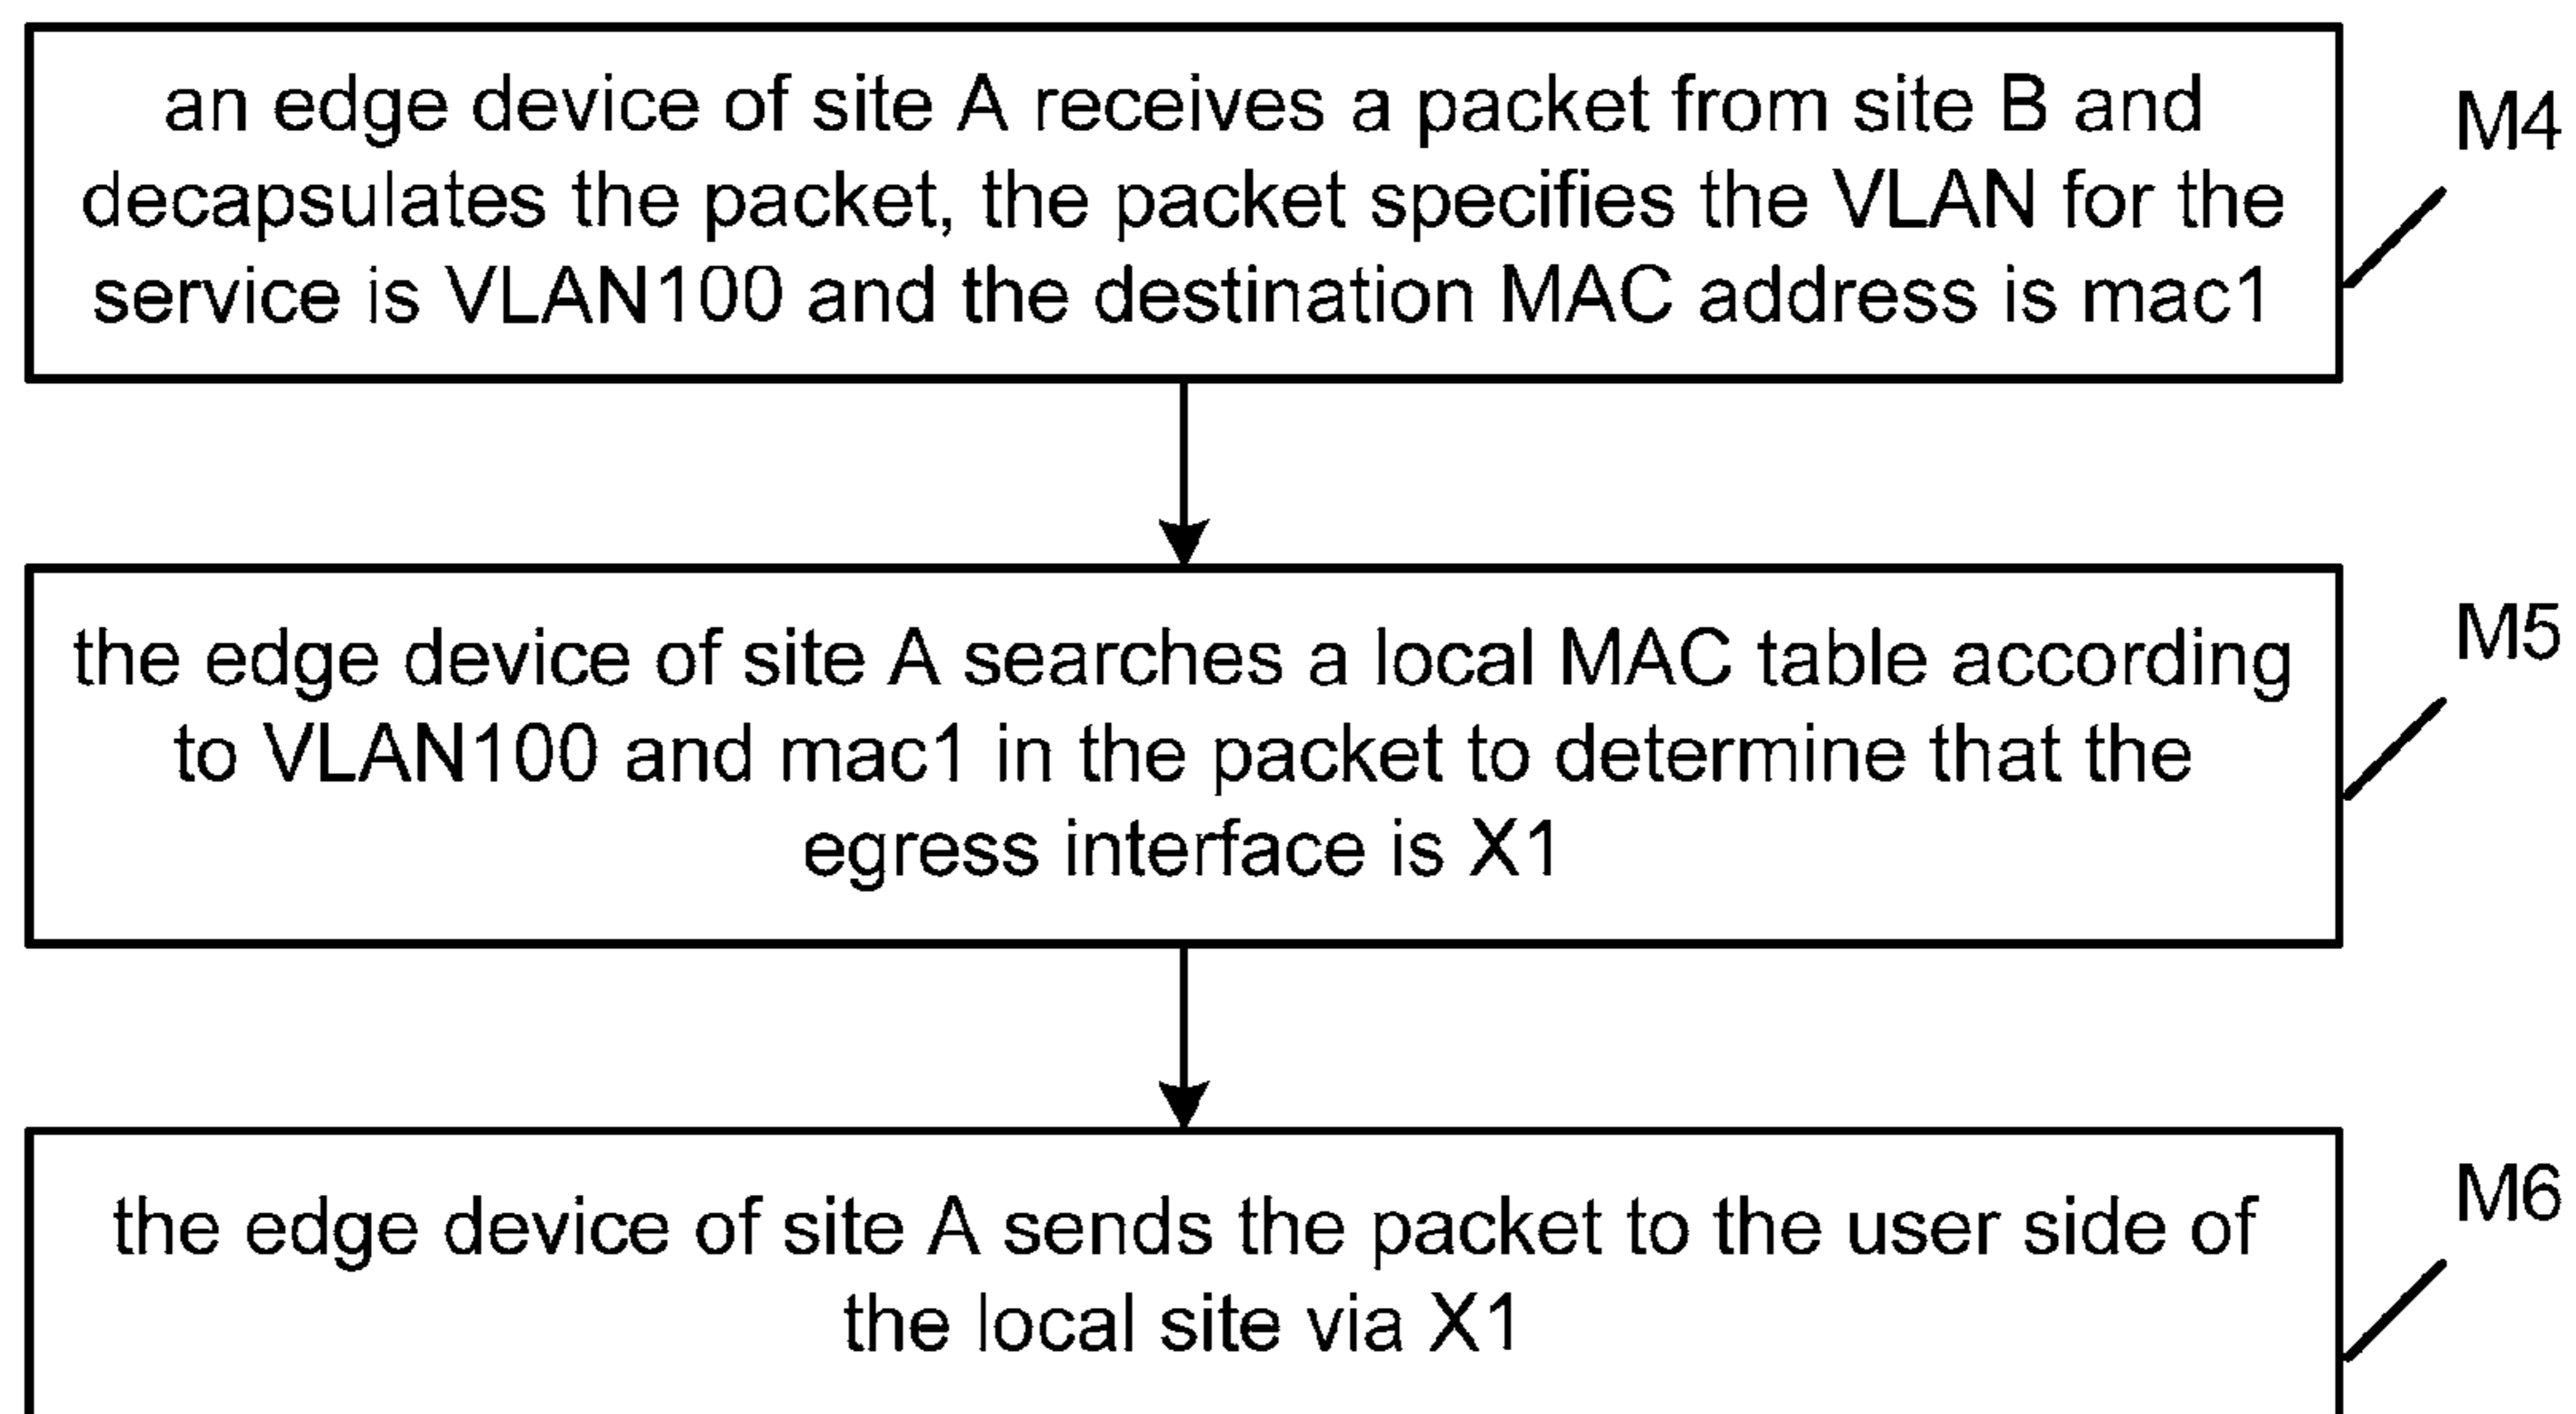 an edge device of site A receives a packet from site B and
decapsulates the packet, the packet specifies the VLAN for the
service is VLAN100 and the destination MAC address is mac1
M4
the edge device of site A searches a local MAC table according
to VLAN100 and mac1 in the packet to determine that the
egress interface is X1
M5
the edge device of site A sends the packet to the user side of
the local site via X1
M6